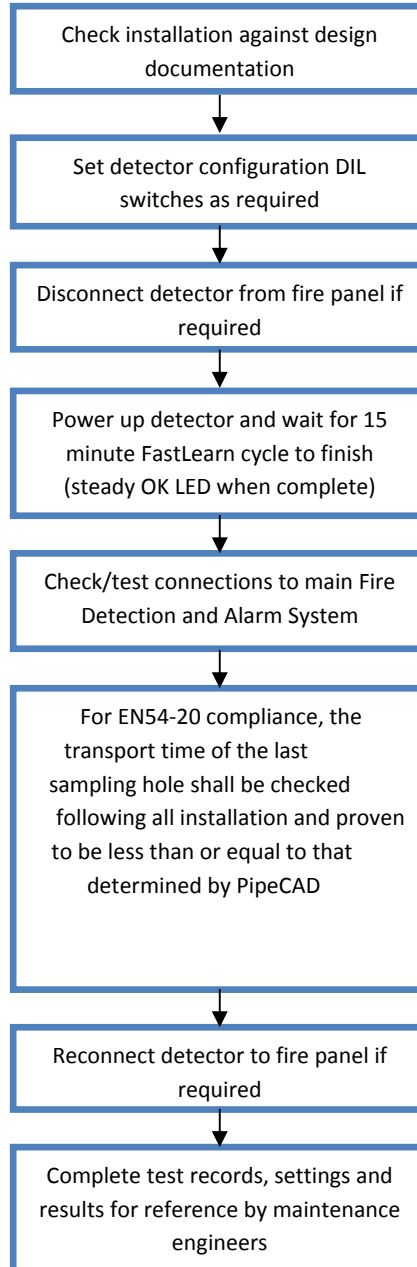 Check installation against design
documentation
Set detector configuration DIL
switches as required
Disconnect detector from fire panel if
required
Power up detector and wait for 15
minute FastLearn cycle to finish
(steady OK LED when complete)
Check/test connections to main Fire
Detection and Alarm System
For EN54-20 compliance, the
transport time of the last
sampling hole shall be checked
following all installation and proven
to be less than or equal to that
determined by PipeCAD
Reconnect detector to fire panel if
required
Complete test records, settings and
results for reference by maintenance
engineers